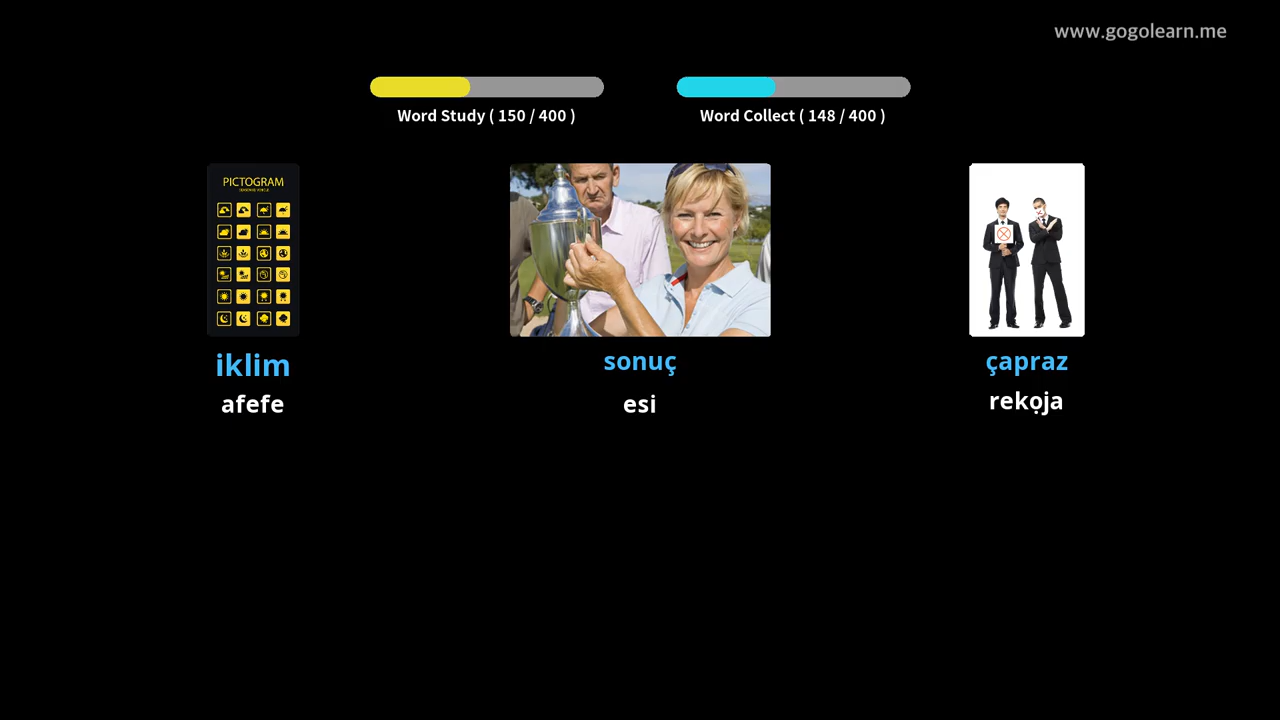 www.gogolearn.me
Word Study ( 150 / 400 )
Word Collect ( 148 / 400 )
PICTOGRAM
iklim
afefe
sonuç
esi
çapraz
rekọja